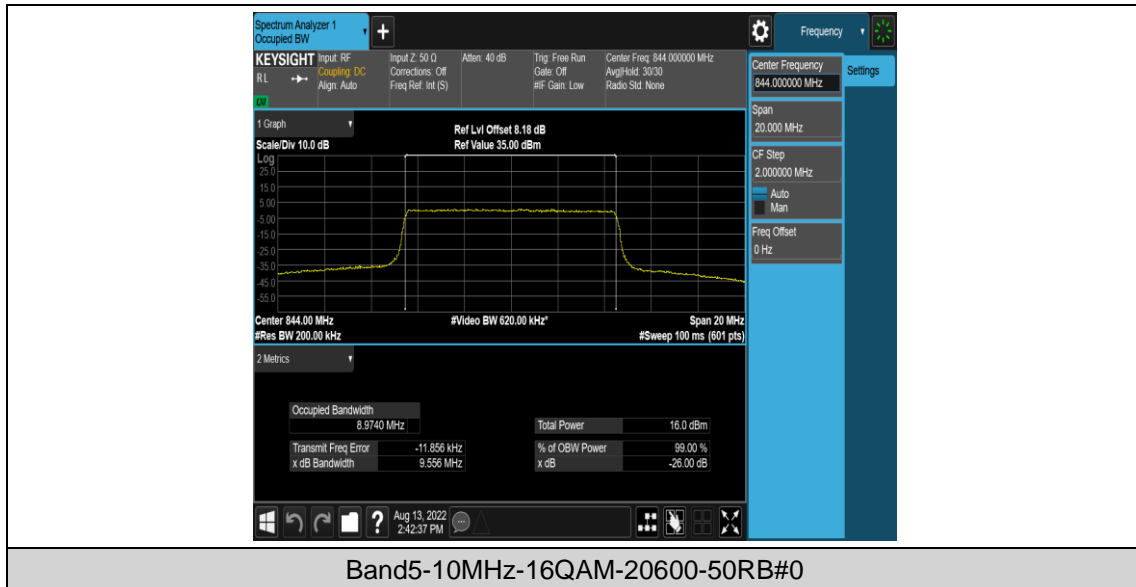 Spectrum Analyzer 1
Occupied BW
+
Frequency
KEYSIGHT
RL
LXI
Input: RF
Coupling: DC
Align: Auto
Input Z: 50 Ω
Corrections: Off
Freq Ref: Int (S)
Atten: 40 dB
Trig: Free Run
Gate: Off
#IF Gain: Low
Center Freq: 844.000000 MHz
Avg|Hold: 30/30
Radio Std: None
Center Frequency
844.000000 MHz
Settings
Span
20.000 MHz
CF Step
2.000000 MHz
Auto
Man
Freq Offset
0 Hz
1 Graph
Scale/Div 10.0 dB
Ref Lvl Offset 8.18 dB
Ref Value 35.00 dBm
Log
25.0
15.0
5.00
-5.00
-15.0
-25.0
-35.0
-45.0
-55.0
Center 844.00 MHz
#Video BW 620.00 kHz*
Span 20 MHz
#Res BW 200.00 kHz
#Sweep 100 ms (601 pts)
2 Metrics
Occupied Bandwidth
8.9740 MHz
Total Power 16.0 dBm
Transmit Freq Error -11.856 kHz
% of OBW Power 99.00 %
x dB Bandwidth 9.556 MHz
x dB -26.00 dB
?
Aug 13, 2022
2:42:37 PM
Band5-10MHz-16QAM-20600-50RB#0